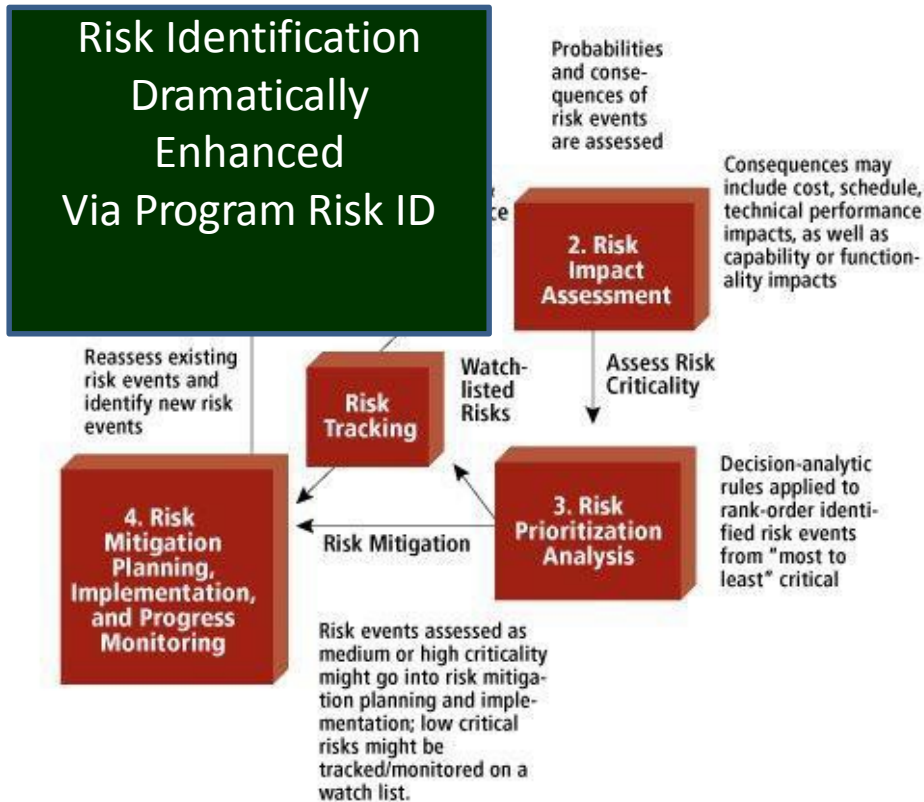 Risk Identification
Dramatically
Enhanced
Via Program Risk ID
Probabilities
and conse-
quences of
risk events
are assessed
Consequences may
include cost, schedule,
technical performance
impacts, as well as
capability or function-
ality impacts
2. Risk
Impact
Assessment
Reassess existing
risk events and
identify new risk
events
Risk
Tracking
Watch-
listed
Risks
Assess Risk
Criticality
4. Risk
Mitigation
Planning,
Implementation,
and Progress
Monitoring
Risk Mitigation
3. Risk
Prioritization
Analysis
Decision-analytic
rules applied to
rank-order identi-
fied risk events
from "most to
least" critical
Risk events assessed as
medium or high criticality
might go into risk mitiga-
tion planning and imple-
mentation; low critical
risks might be
tracked/monitored on a
watch list.